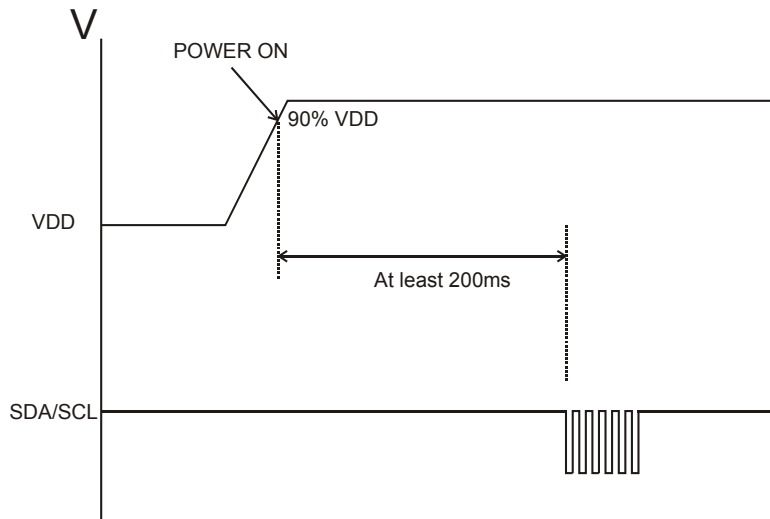 V
POWER ON
90% VDD
VDD
At least 200ms
SDA/SCL